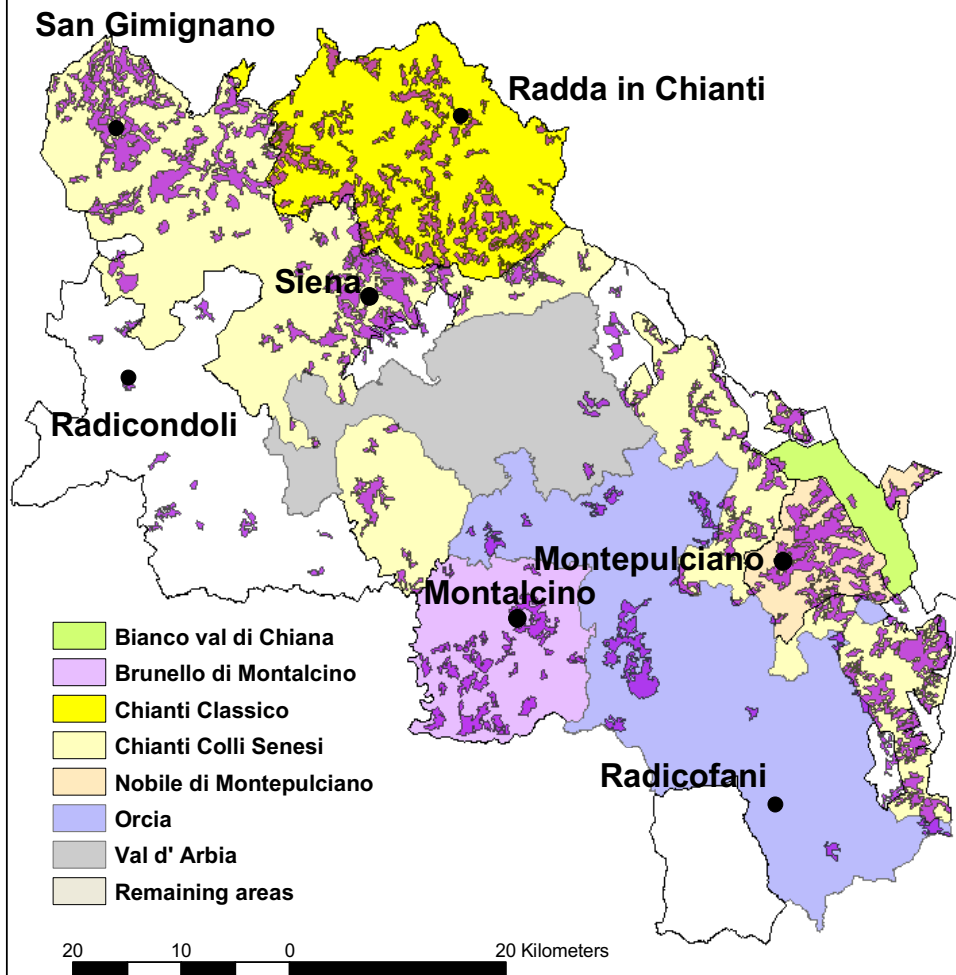 San Gimignano
Radda in Chianti
Siena
Radicondoli
Montepulciano
Montalcino
Radicofani
Bianco val di Chiana
Brunello di Montalcino
Chianti Classico
Chianti Colli Senesi
Nobile di Montepulciano
Orcia
Val d' Arbia
Remaining areas
20 10 0 20 Kilometers